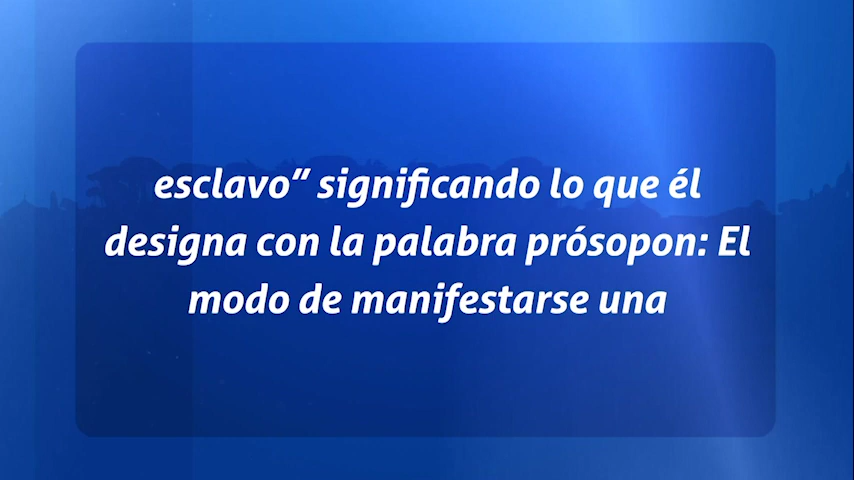 esclavo” significando lo que él
designa con la palabra prósopon: El
modo de manifestarse una